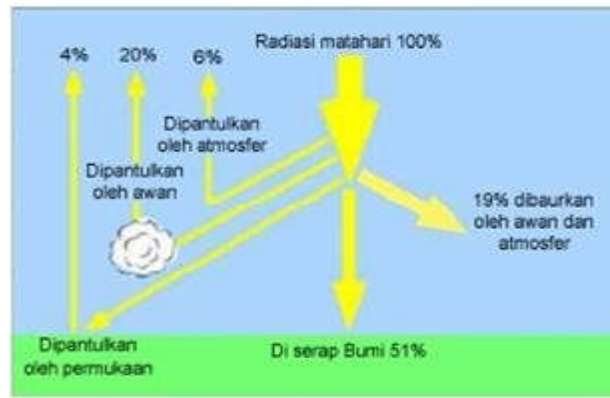 Radiasi matahari 100%
4% 20% 6%
Dipantulkan
oleh atmosfer
Dipantulkan
oleh awan
19% dibaurkan
oleh awan dan
atmosfer
Dipantulkan
oleh permukaan
Di serap Bumi 51%